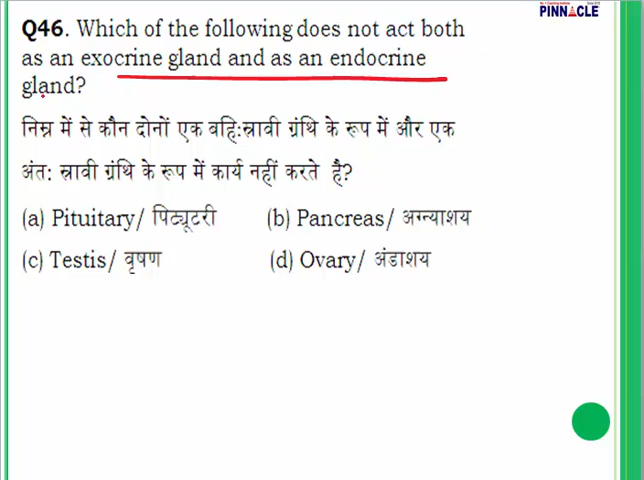 PINNACLE
Q46. Which of the following does not act both
as an exocrine gland and as an endocrine
gland?
निम्न में से कौन दोनों एक बहि:स्रावी ग्रंथि के रूप में और एक
अंत: स्रावी ग्रंथि के रूप में कार्य नहीं करते है?
(a) Pituitary/ पिट्यूटरी (b) Pancreas/ अग्न्याशय
(c) Testis/ वृषण (d) Ovary/ अंडाशय